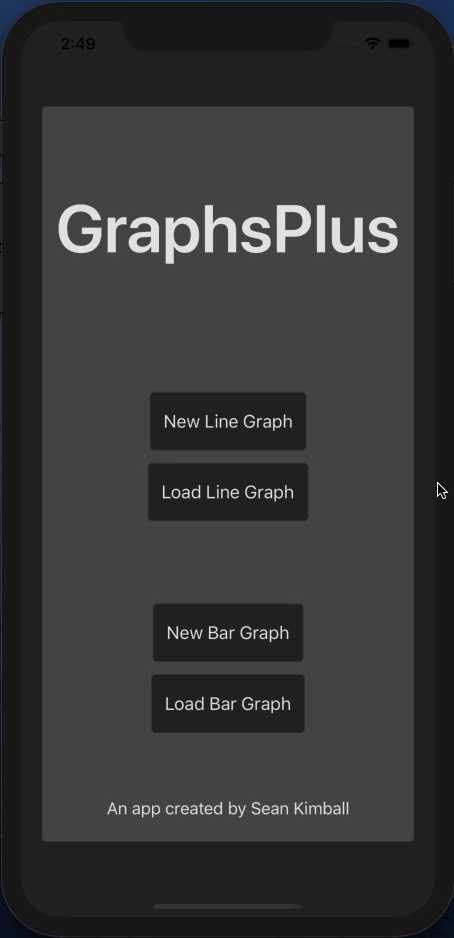 2:49
GraphsPlus
New Line Graph
Load Line Graph
New Bar Graph
Load Bar Graph
An app created by Sean Kimball